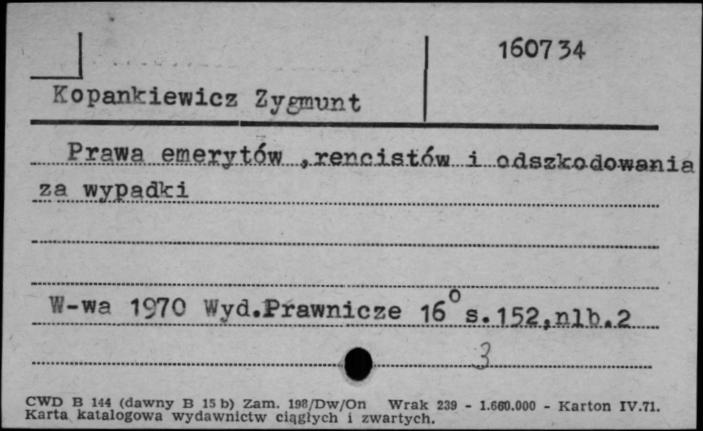 160734
Kopankiewicz Zygmunt
Prawa emerytów ,rencistów i odszkodowania
za wypadki
W-wa 1970 Wyd.Prawnicze 16° s.152,nlb.2
3
CWD B 144 (dawny B 15 b) Zam. 198/Dw/On Wrak 239 - 1.660.000 - Karton IV.71.
Karta katalogowa wydawnictw ciągłych i zwartych.